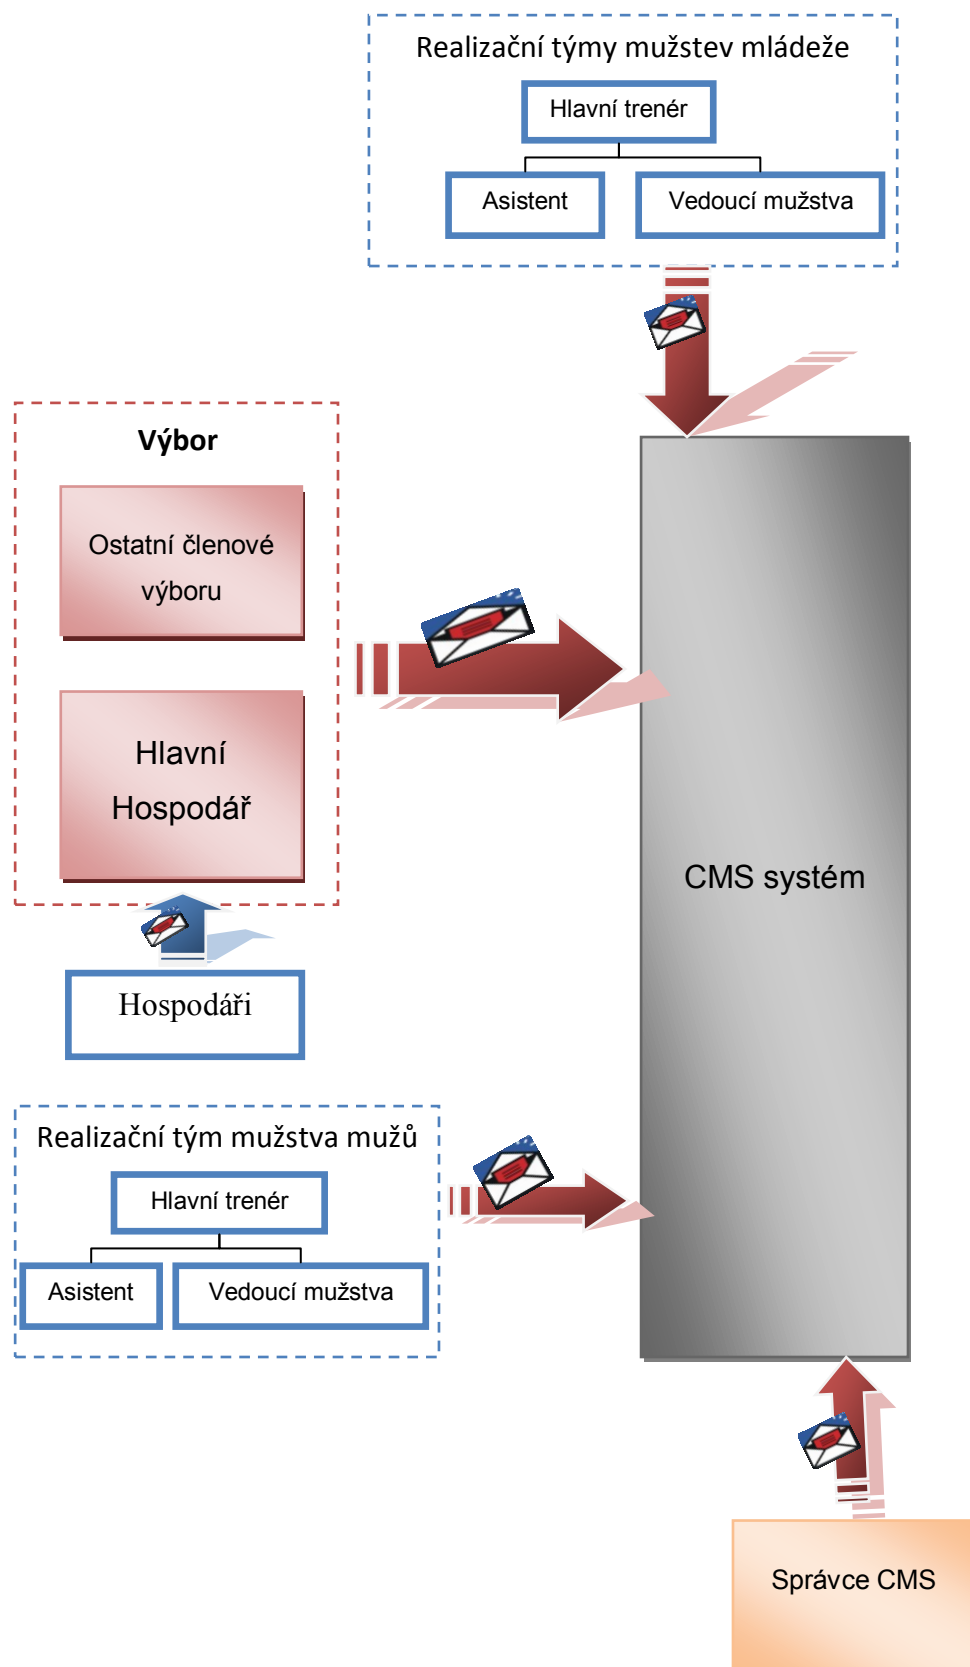 Realizační týmy mužstev mládeže
Hlavní trenér
Asistent
Vedoucí mužstva
Výbor
Ostatní členové
výboru
Hlavní
Hospodář
CMS systém
Hospodáři
Realizační tým mužstva mužů
Hlavní trenér
Asistent
Vedoucí mužstva
Správce CMS